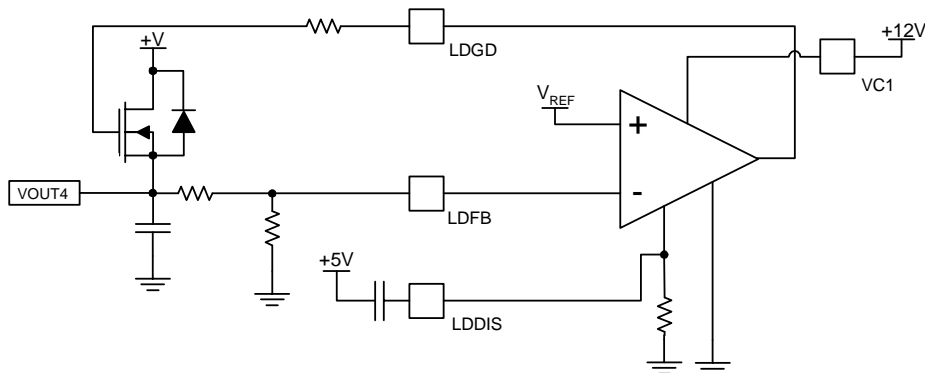 LDGD
+V
+12V
VC1
VREF
+
-
VOUT4
LDFB
+5V
LDDIS